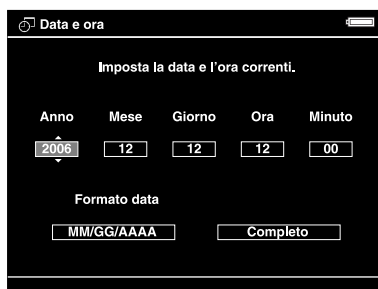 Data e ora
Imposta la data e l'ora correnti.
Anno Mese Giorno Ora Minuto
2006 12 12 12 00
Formato data
MM/GG/AAAA Completo